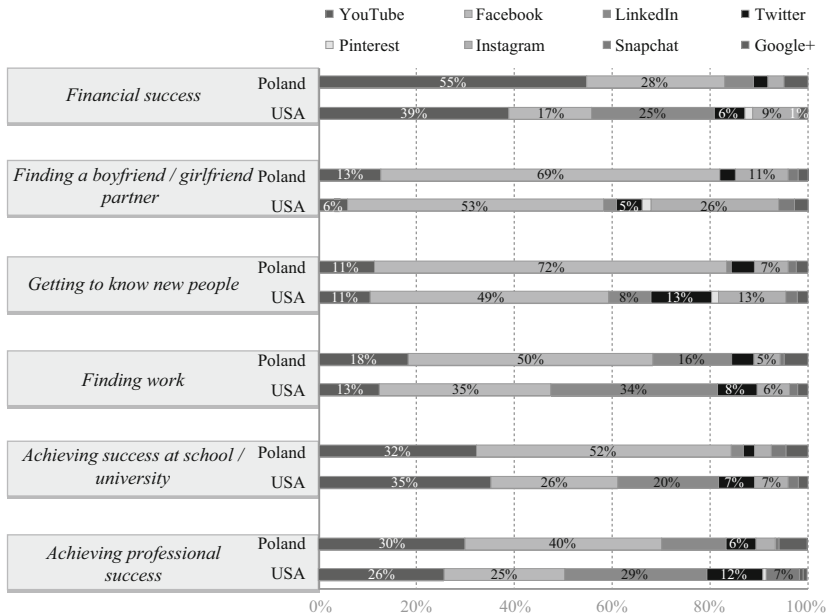 YouTube Facebook LinkedIn Twitter
Pinterest Instagram Snapchat Google+
Financial success
Poland 55% 28%
USA 39% 17% 25% 6% 9% 1%
Finding a boyfriend / girlfriend
partner
Poland 13% 69% 11%
USA 6% 53% 5% 26%
Getting to know new people
Poland 11% 72% 7%
USA 11% 49% 8% 13% 13%
Finding work
Poland 18% 50% 16% 5%
USA 13% 35% 34% 8% 6%
Achieving success at school /
university
Poland 32% 52%
USA 35% 26% 20% 7% 7%
Achieving professional
success
Poland 30% 40% 6%
USA 26% 25% 29% 12% 7%
0% 20% 40% 60% 80% 100%